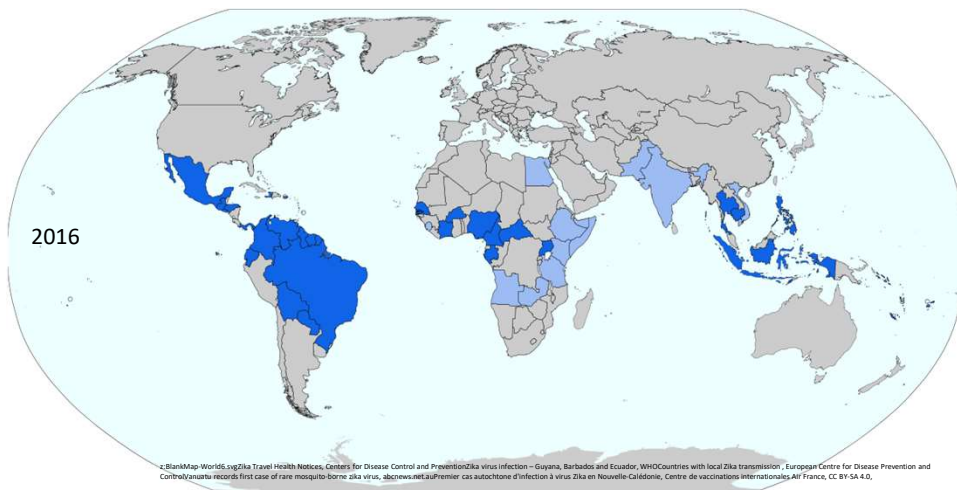 2016
z:BlankMap-World6.svgZika Travel Health Notices, Centers for Disease Control and PreventionZika virus infection – Guyana, Barbados and Ecuador, WHOCountries with local Zika transmission , European Centre for Disease Prevention and
ControlVanuatu records first case of rare mosquito-borne zika virus, abcnews.net.auPremier cas autochtone d'infection à virus Zika en Nouvelle-Calédonie, Centre de vaccinations internationales Air France, CC BY-SA 4.0,